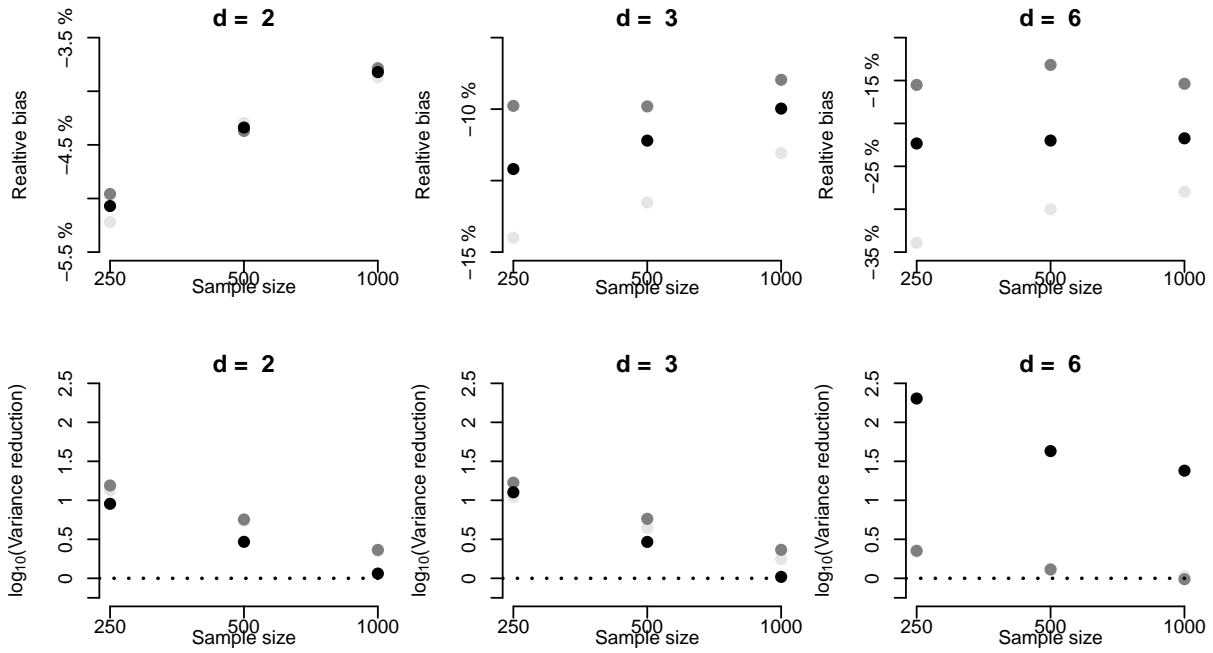 d = 2
Realtive bias
−3.5 %
−4.5 %
−5.5 %
250 500 1000
Sample size
d = 3
Realtive bias
−10 %
−15 %
250 500 1000
Sample size
d = 6
Realtive bias
−15 %
−25 %
−35 %
250 500 1000
Sample size
d = 2
log10(Variance reduction)
2.5
2
1.5
1
0.5
0
250 500 1000
Sample size
d = 3
log10(Variance reduction)
2.5
2
1.5
1
0.5
0
250 500 1000
Sample size
d = 6
log10(Variance reduction)
2.5
2
1.5
1
0.5
0
250 500 1000
Sample size